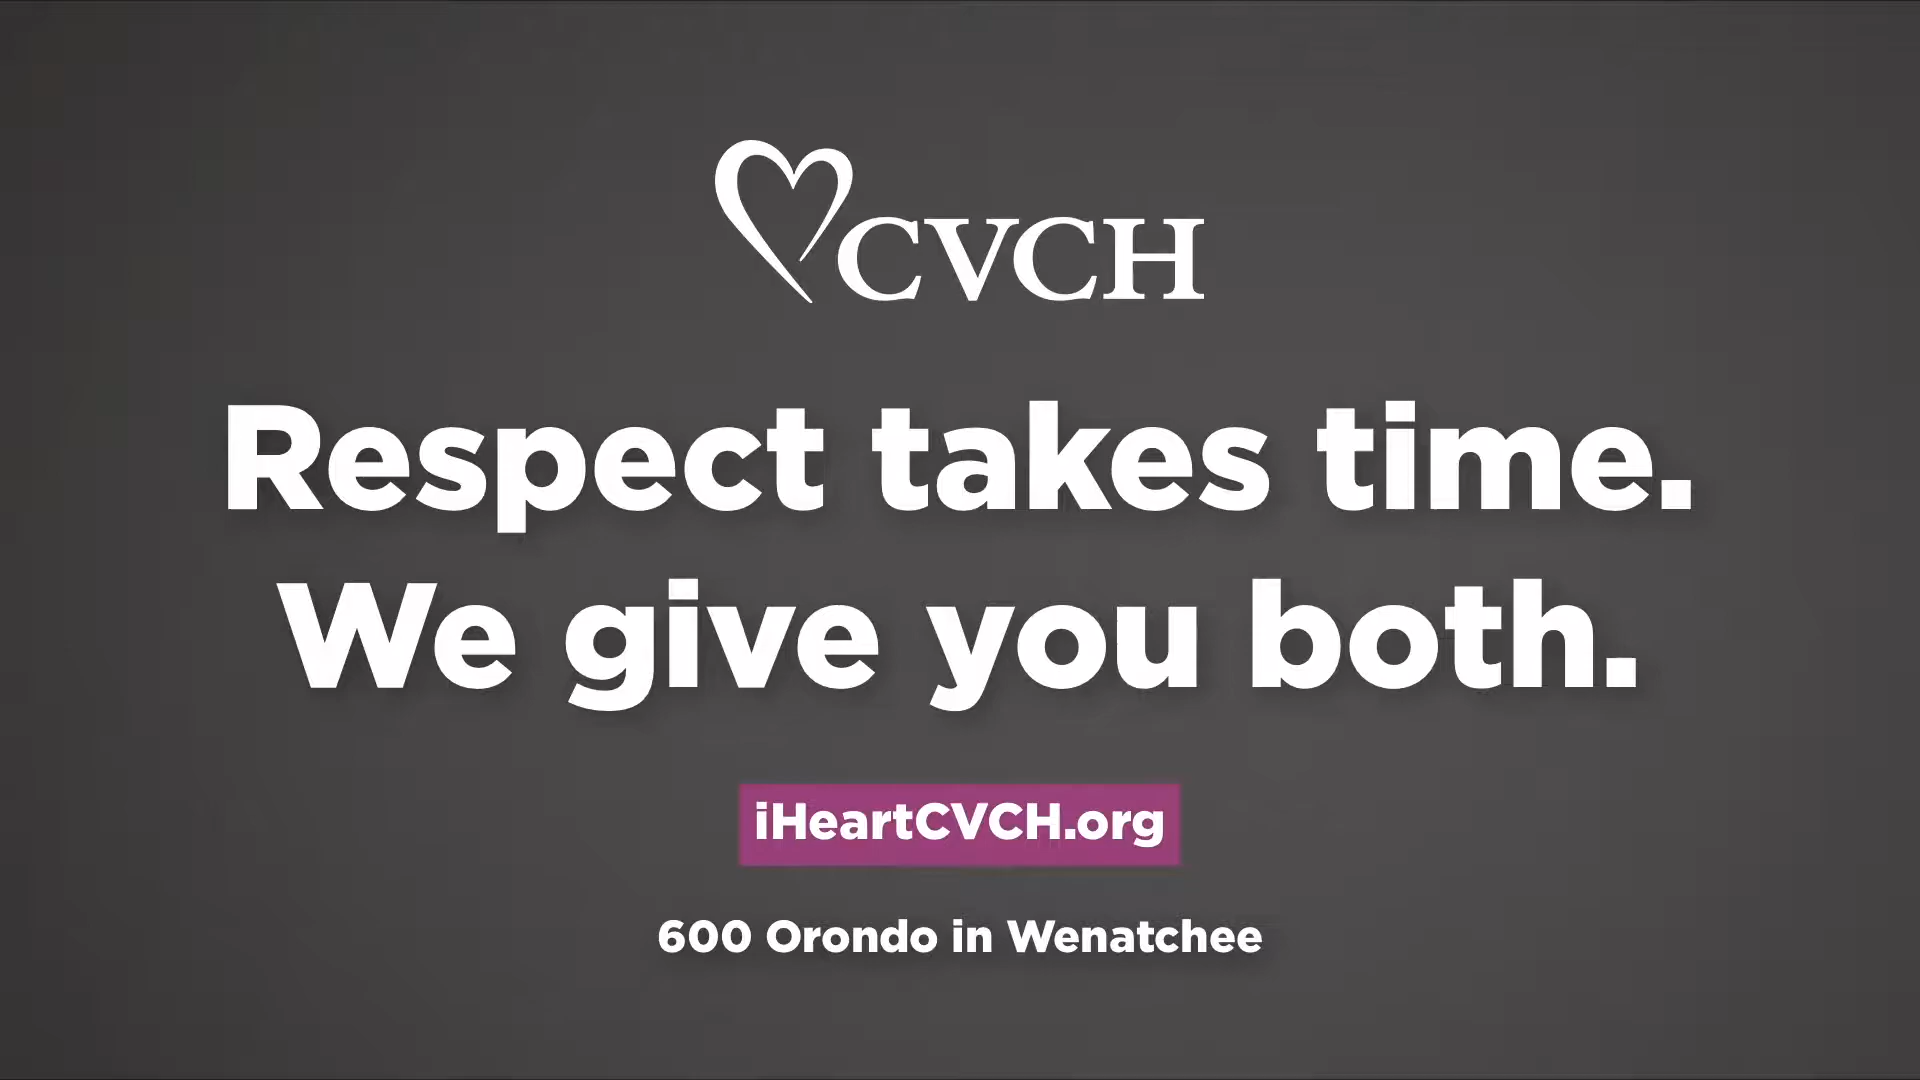 CVCH
Respect takes time.
We give you both.
iHeartCVCH.org
600 Orondo in Wenatchee